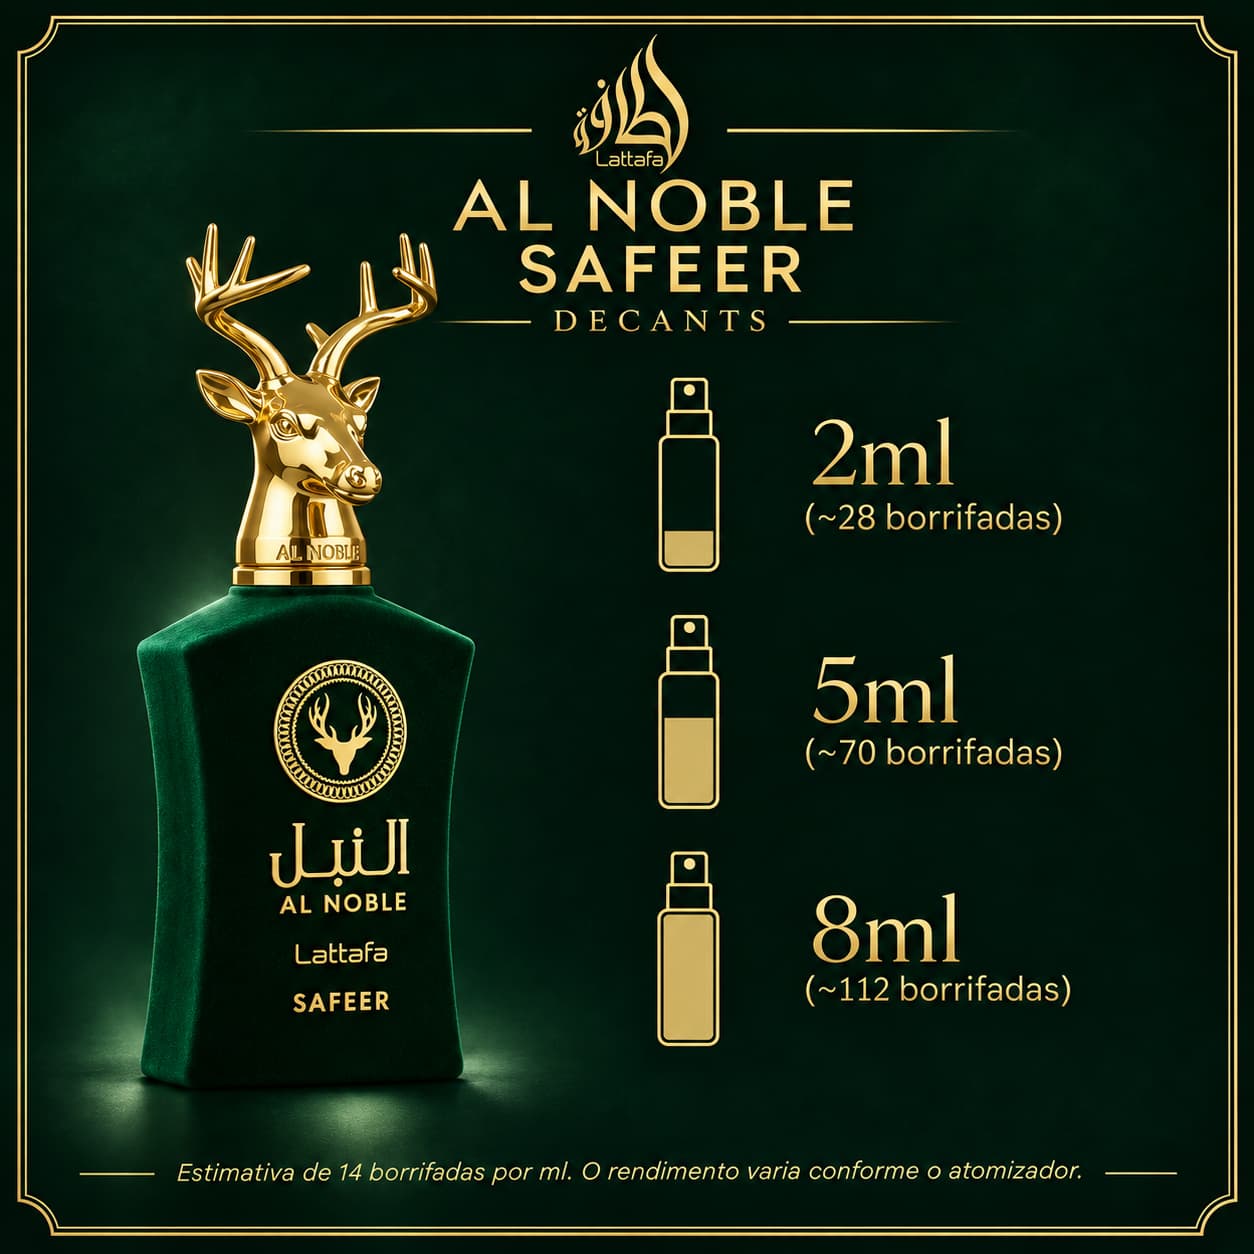 لطافة
Lattafa
AL NOBLE
SAFEER
DECANTS
AL NOBLE
النبيل
AL NOBLE
Lattafa
SAFEER
2ml
(~28 borrifadas)
5ml
(~70 borrifadas)
8ml
(~112 borrifadas)
Estimativa de 14 borrifadas por ml. O rendimento varia conforme o atomizador.